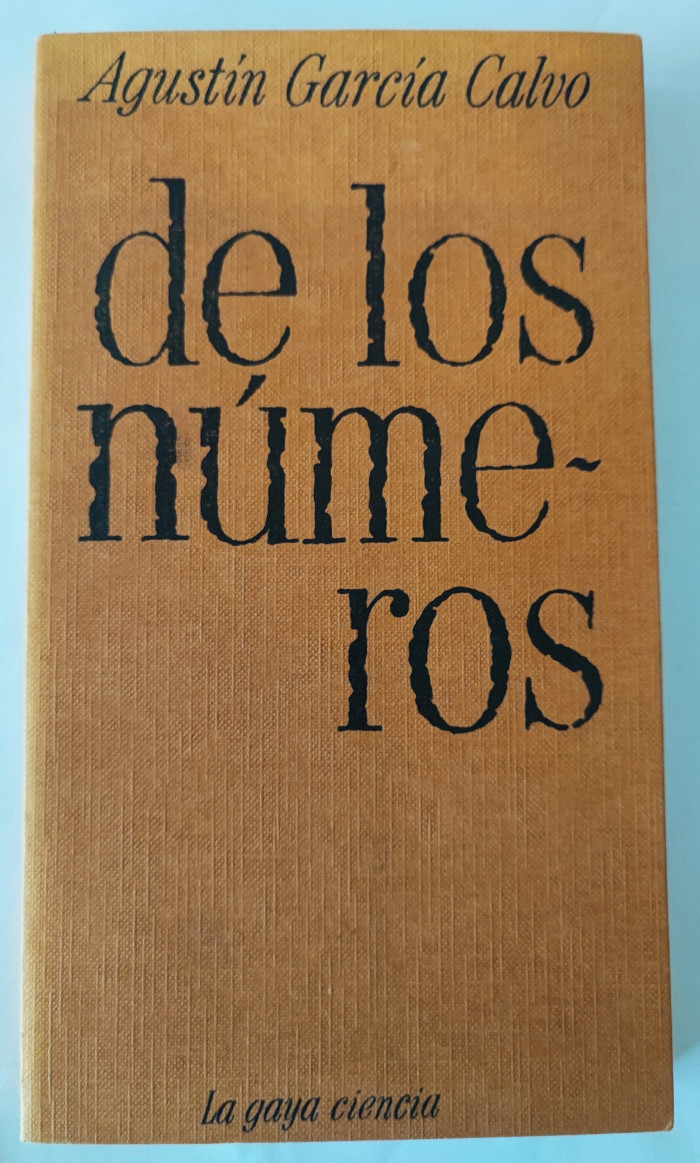 Agustín García Calvo
de los
núme-
ros
La gaya ciencia